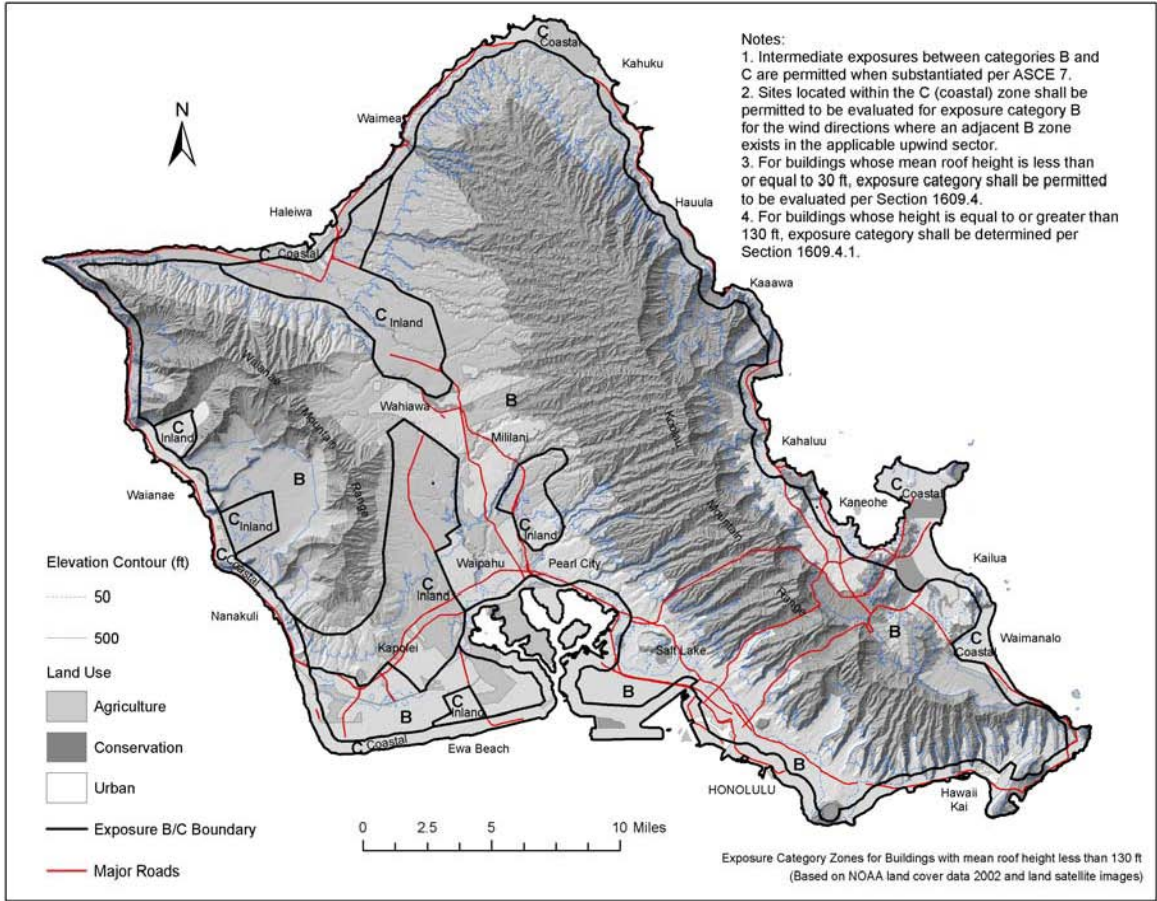 Notes:
1. Intermediate exposures between categories B and
C are permitted when substantiated per ASCE 7.
2. Sites located within the C (coastal) zone shall be
permitted to be evaluated for exposure category B
for the wind directions where an adjacent B zone
exists in the applicable upwind sector.
3. For buildings whose mean roof height is less than
or equal to 30 ft, exposure category shall be permitted
to be evaluated per Section 1609.4.
4. For buildings whose height is equal to or greater than
130 ft, exposure category shall be determined per
Section 1609.4.1.
N
C
Coastal
Kahuku
Waimea
Haleiwa
Hauula
C Coastal
Kaaawa
C Inland
Waianae Mountain Range
Wahiawa
B
Koolau Mountain Range
Mililani
Kahaluu
C
Inland
Kaneohe
C
Coastal
Waianae
B
C Inland
C
Inland
Kailua
C
Coastal
Waipahu
Pearl City
C
Inland
Nanakuli
B
Waimanalo
C
Coastal
Kapolei
Salt Lake
B
B
C
Inland
C Coastal
Ewa Beach
HONOLULU
B
Hawaii
Kai
Elevation Contour (ft)
50
500
Land Use
Agriculture
Conservation
Urban
Exposure B/C Boundary
Major Roads
0 2.5 5 10 Miles
Exposure Category Zones for Buildings with mean roof height less than 130 ft
(Based on NOAA land cover data 2002 and land satellite images)